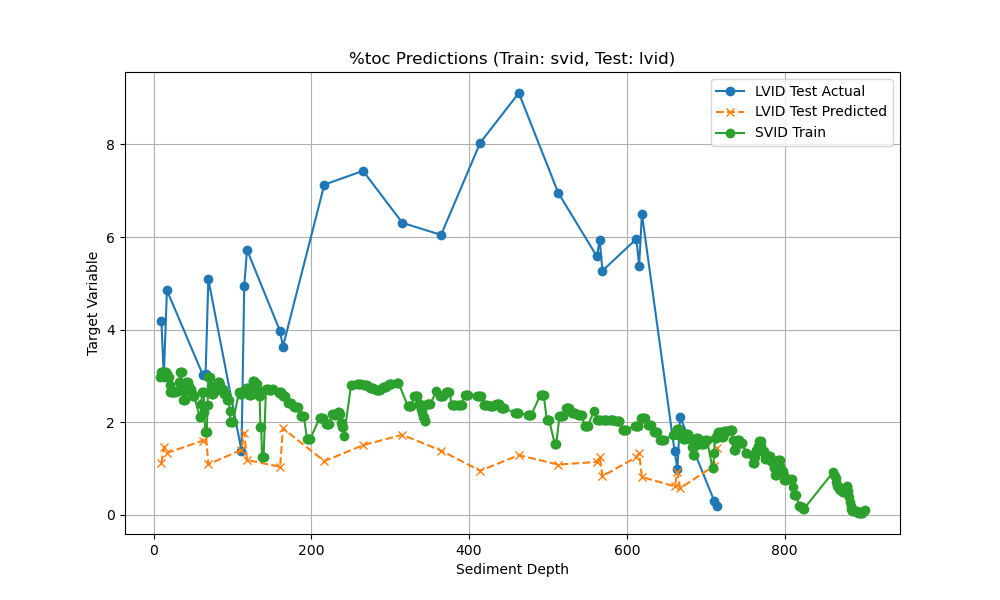 %toc Predictions (Train: svid, Test: lvid)
LVID Test Actual
LVID Test Predicted
SVID Train
Target Variable
8
6
4
2
0
0 200 400 600 800
Sediment Depth